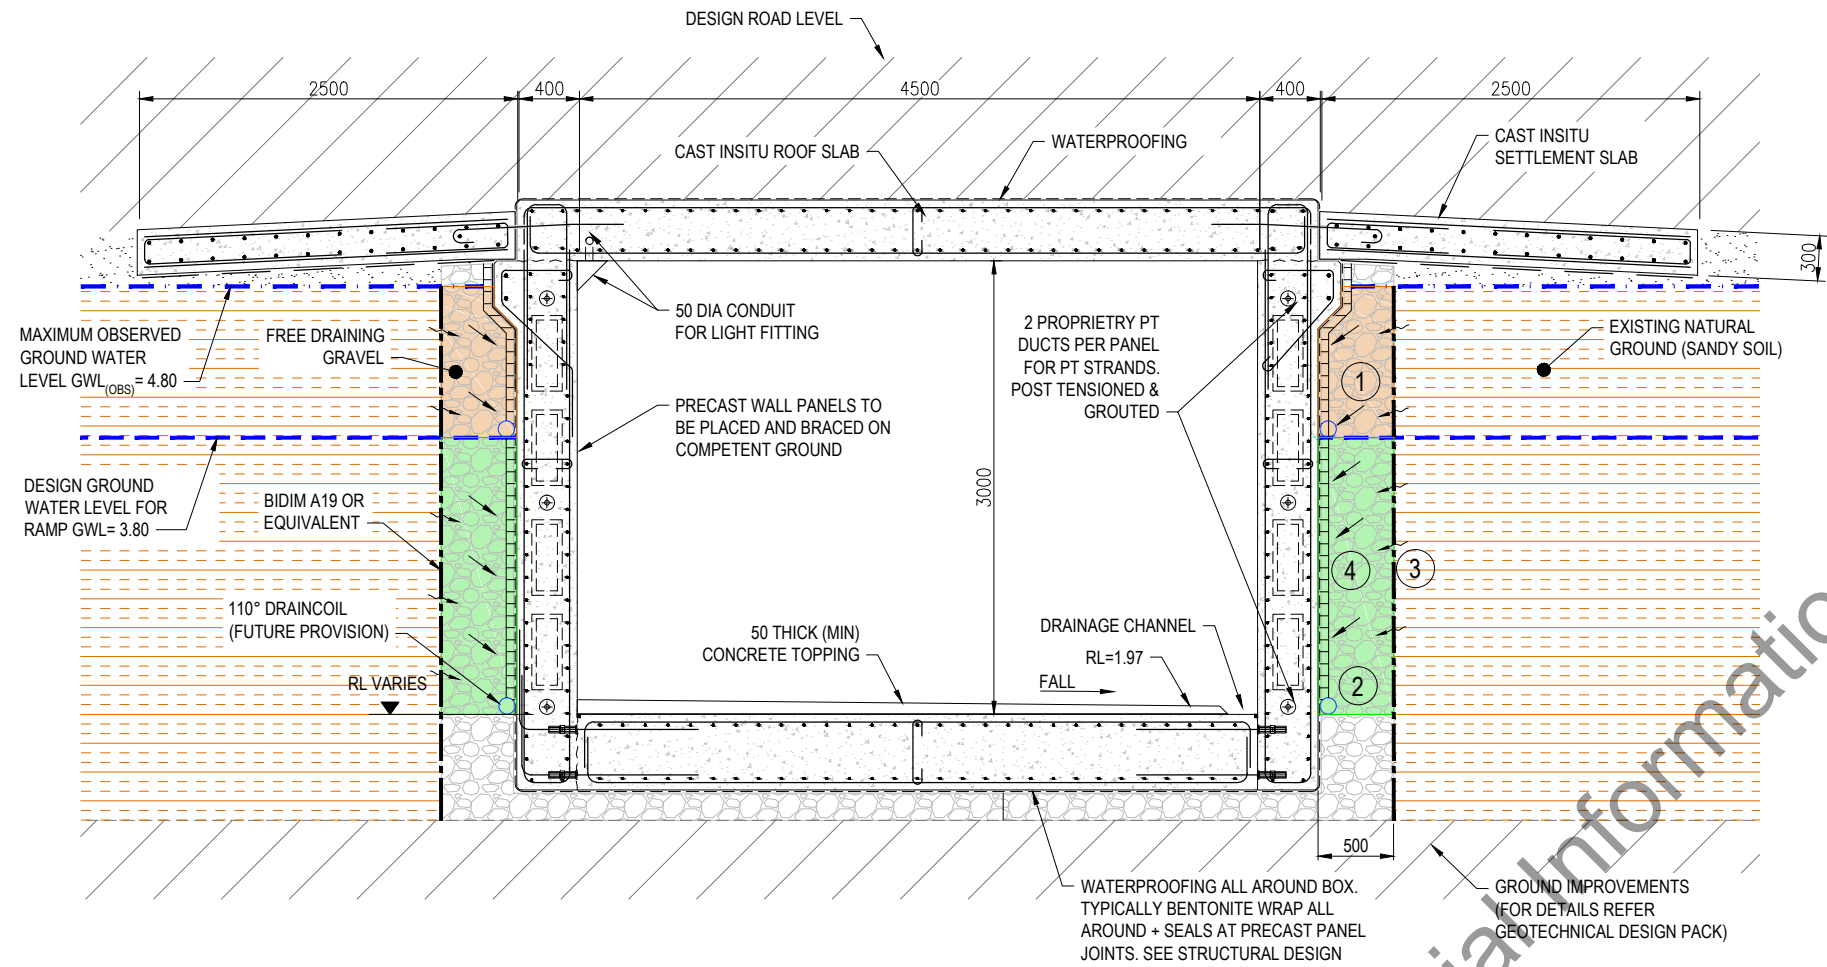 DESIGN ROAD LEVEL
2500
400
4500
400
2500
CAST INSITU ROOF SLAB
WATERPROOFING
CAST INSITU
SETTLEMENT SLAB
300
MAXIMUM OBSERVED
GROUND WATER
LEVEL GWL(OBS)= 4.80
FREE DRAINING
GRAVEL
50 DIA CONDUIT
FOR LIGHT FITTING
2 PROPRIETRY PT
DUCTS PER PANEL
FOR PT STRANDS.
POST TENSIONED &
GROUTED
EXISTING NATURAL
GROUND (SANDY SOIL)
1
PRECAST WALL PANELS TO
BE PLACED AND BRACED ON
COMPETENT GROUND
3000
DESIGN GROUND
WATER LEVEL FOR
RAMP GWL= 3.80
BIDIM A19 OR
EQUIVALENT
4
3
110° DRAINCOIL
(FUTURE PROVISION)
50 THICK (MIN)
CONCRETE TOPPING
DRAINAGE CHANNEL
RL=1.97
FALL
RL VARIES
2
500
WATERPROOFING ALL AROUND BOX.
TYPICALLY BENTONITE WRAP ALL
AROUND + SEALS AT PRECAST PANEL
JOINTS. SEE STRUCTURAL DESIGN
GROUND IMPROVEMENTS
(FOR DETAILS REFER
GEOTECHNICAL DESIGN PACK)